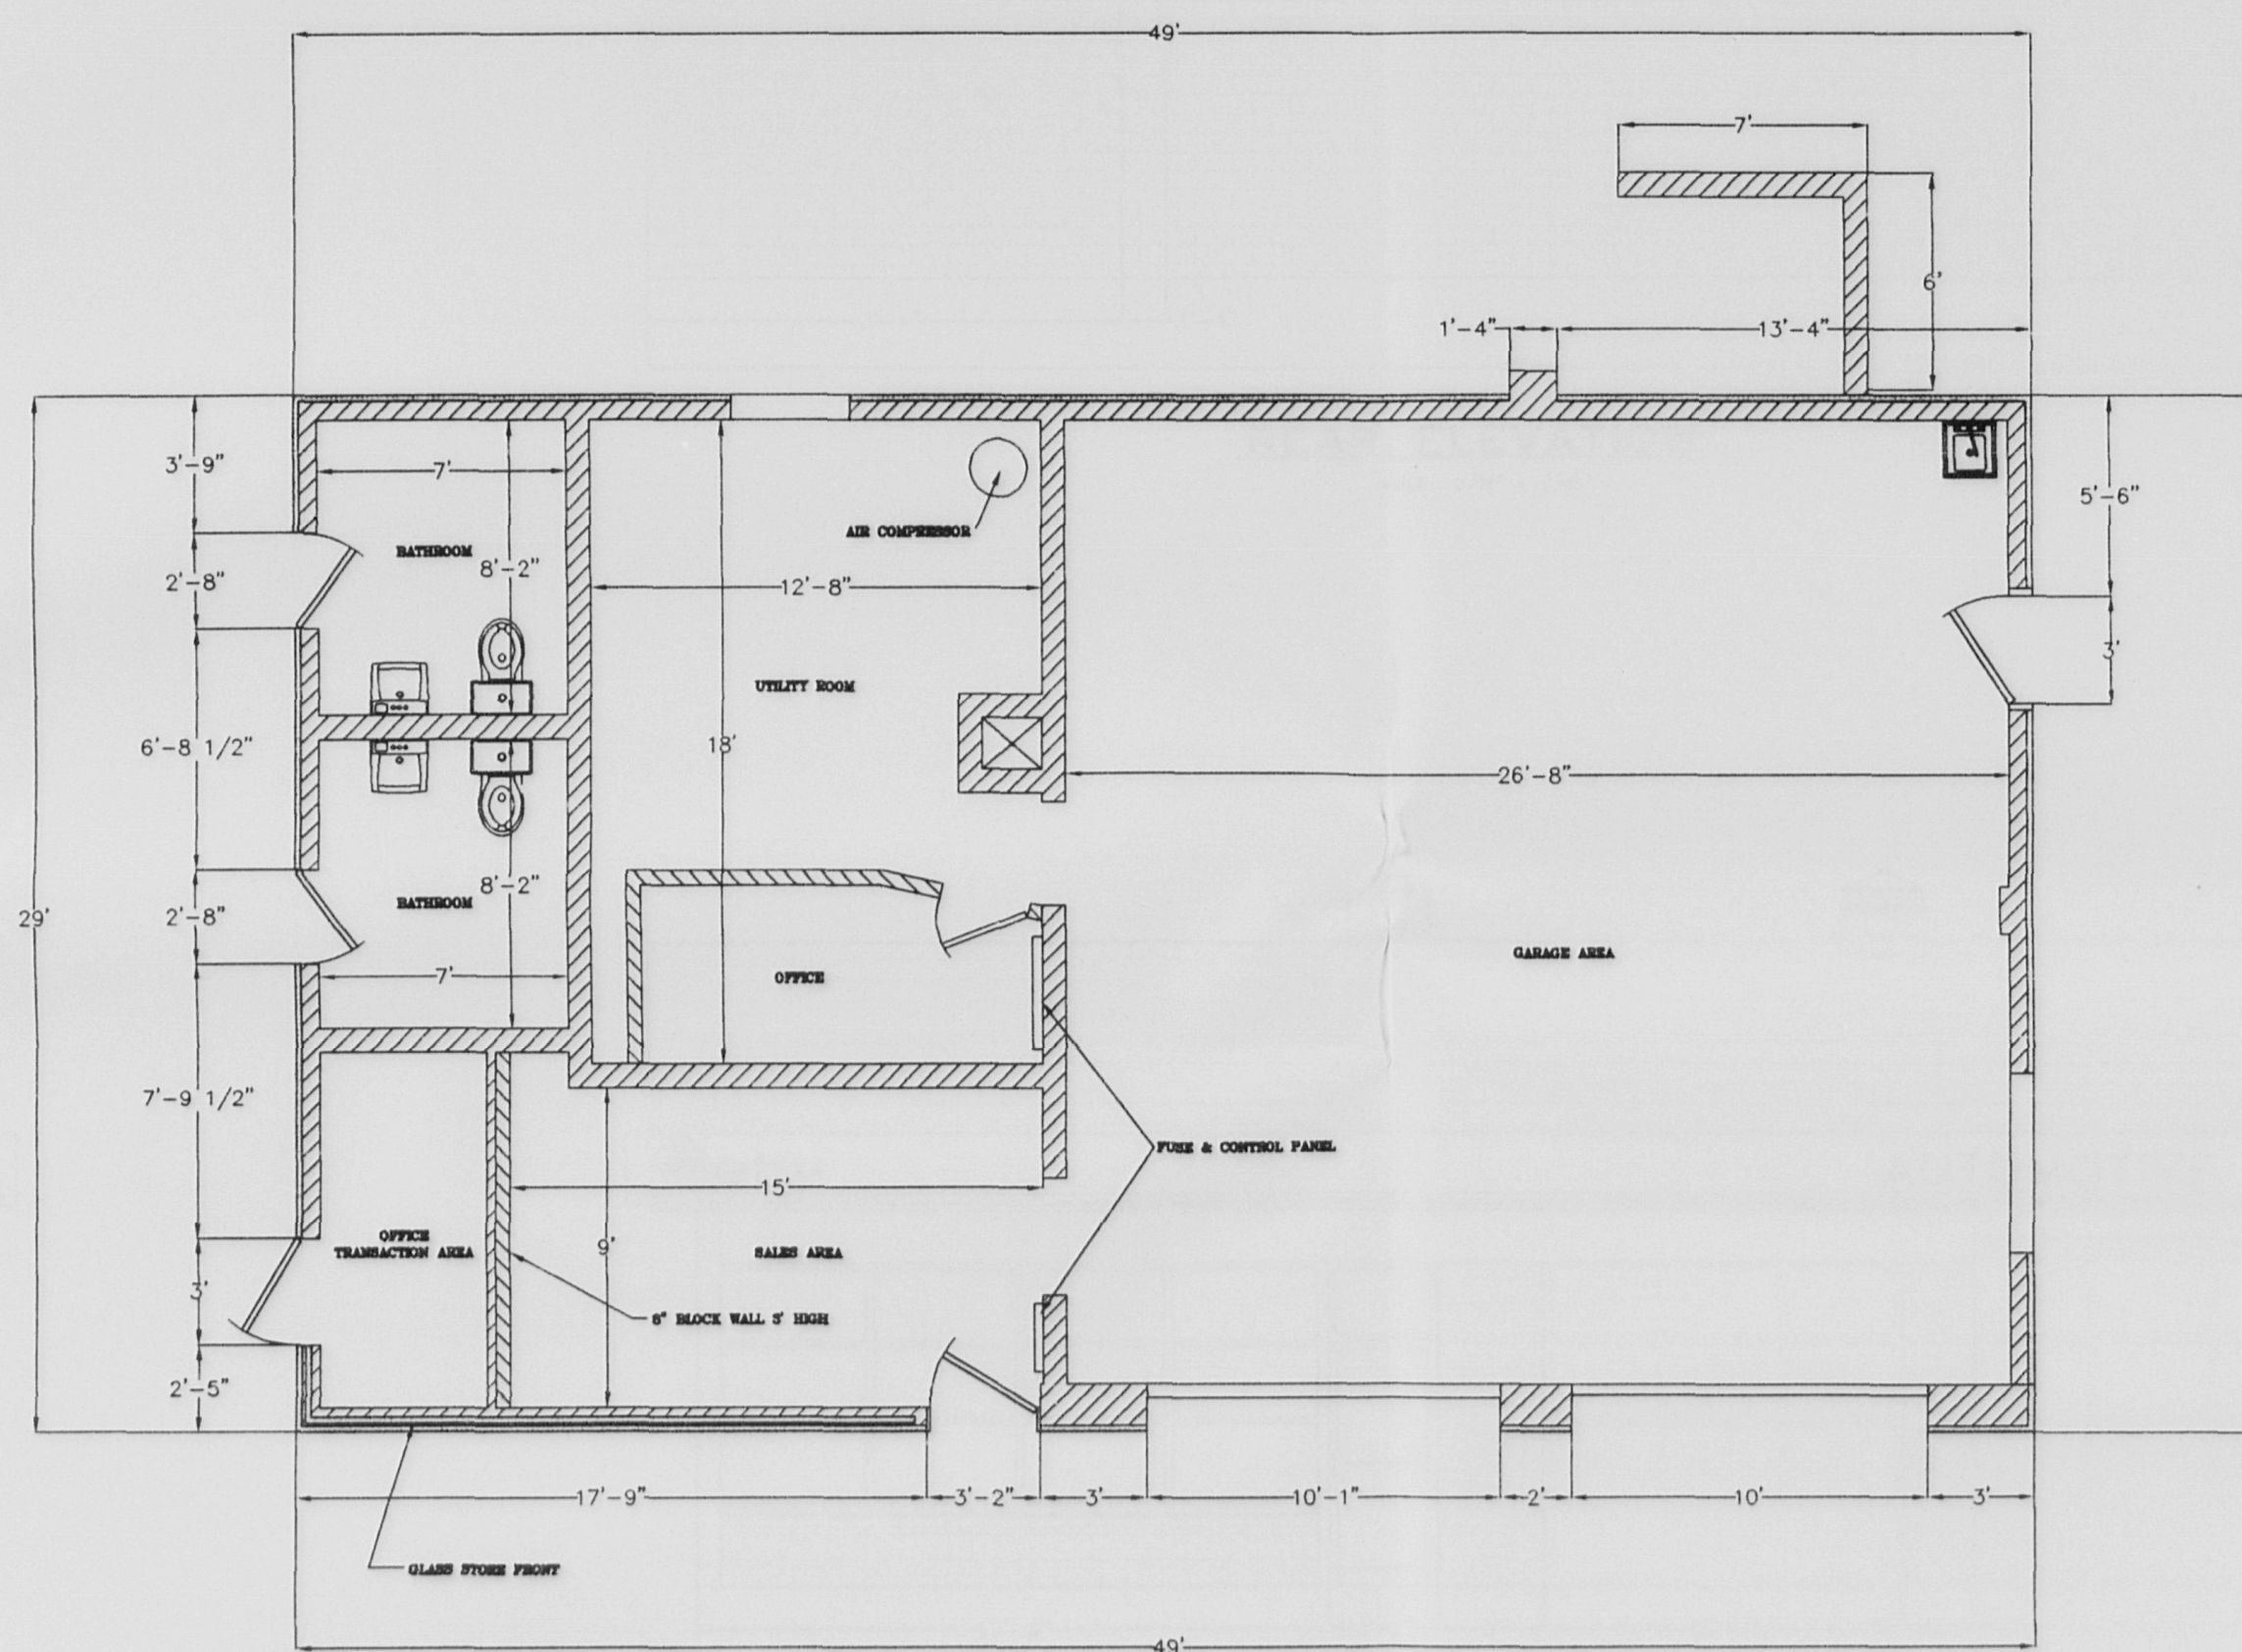 49'
7'
6'
1'-4"
13'-4"
3'-9"
7'
5'-6"
AIR COMPRESSOR
BATHROOM
8'-2"
2'-8"
12'-8"
3'
UTILITY ROOM
6'-8 1/2"
18'
26'-8"
8'-2"
BATHROOM
2'-8"
29'
GARAGE AREA
7'
OFFICE
7'-9 1/2"
FUSE & CONTROL PANEL
15'
OFFICE
TRANSACTION AREA
9'
SALES AREA
3'
8" BLOCK WALL 3' HIGH
2'-5"
17'-9"
3'-2"
3'
10'-1"
2'
10'
3'
GLASS STORE FRONT
49'